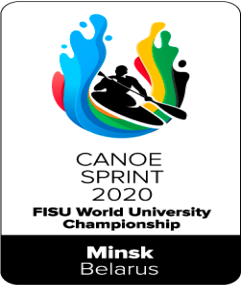 CANOE
SPRINT
2020
FISU World University
Championship
Minsk
Belarus